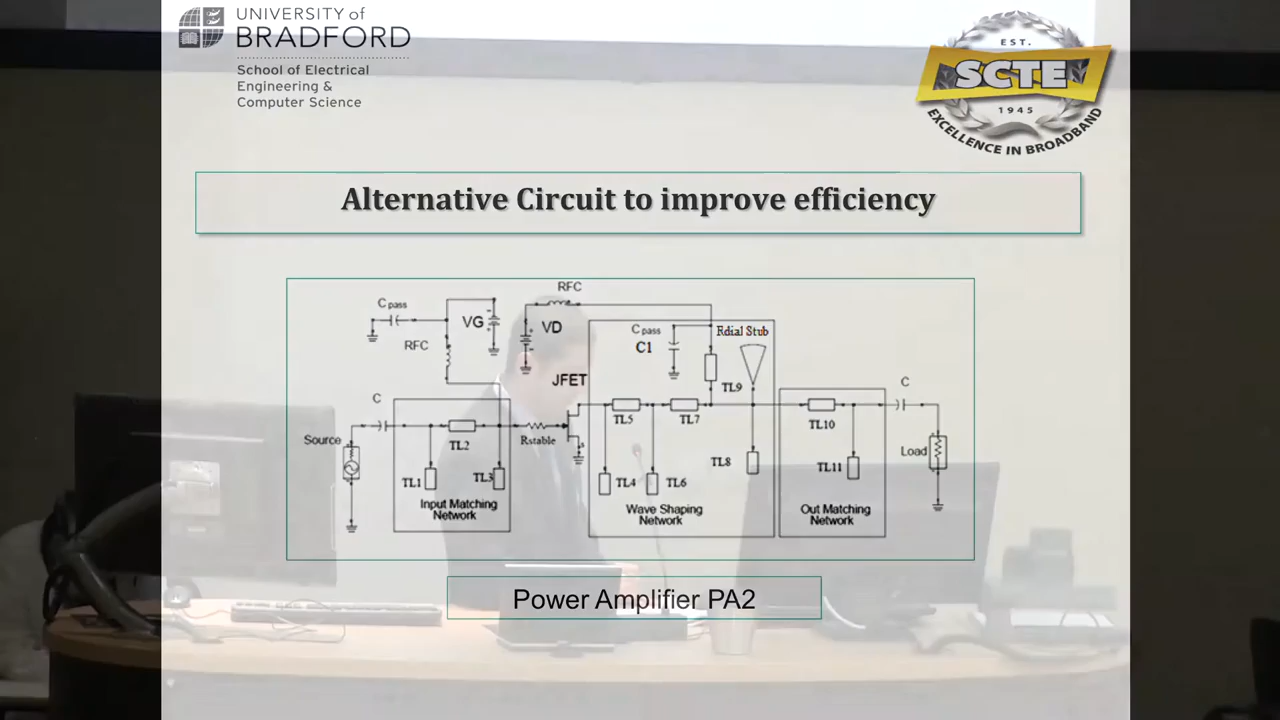 UNIVERSITY of
BRADFORD
School of Electrical
Engineering &
Computer Science
EST.
SCTE
1945
EXCELLENCE IN BROADBAND
Alternative Circuit to improve efficiency
RFC
C pass
VG
VD
C pass
Rdial Stub
RFC
C1
JFET
TL9
C
C
TL5
TL7
TL10
Source
TL2
Rstable
Load
TL1
TL3
TL4
TL6
TL8
TL11
Input Matching
Network
Wave Shaping
Network
Out Matching
Network
Power Amplifier PA2